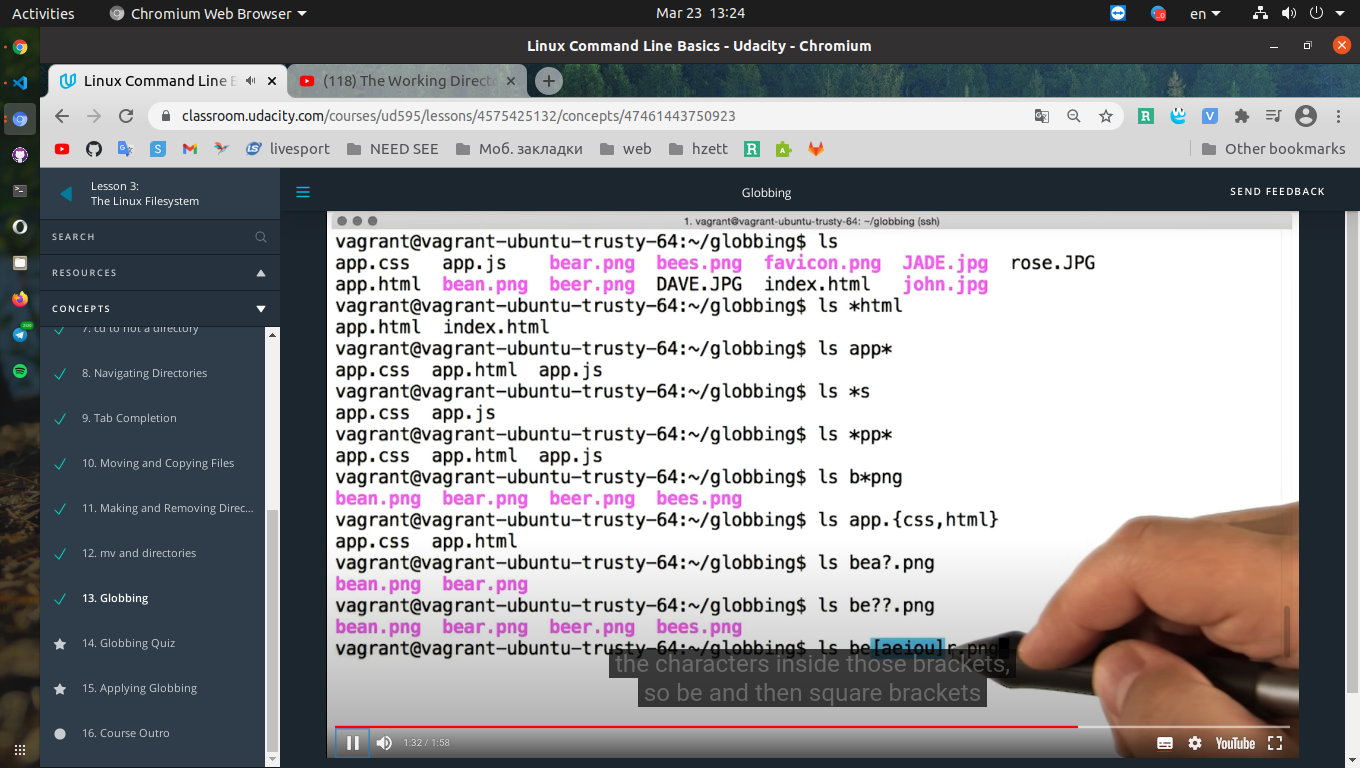 Activities Chromium Web Browser Mar 23 13:24 en
Linux Command Line Basics - Udacity - Chromium
Linux Command Line B (118) The Working Directo
classroom.udacity.com/courses/ud595/lessons/4575425132/concepts/47461443750923
livesport NEED SEE Моб. закладки web hzett Other bookmarks
Lesson 3:
The Linux Filesystem
Globbing
SEND FEEDBACK
SEARCH
RESOURCES
CONCEPTS
7. cd to not a directory
8. Navigating Directories
9. Tab Completion
10. Moving and Copying Files
11. Making and Removing Direc...
12. mv and directories
13. Globbing
14. Globbing Quiz
15. Applying Globbing
16. Course Outro
1. vagrant@vagrant-ubuntu-trusty-64: ~/globbing (ssh)
vagrant@vagrant-ubuntu-trusty-64:~/globbing$ ls
app.css app.js bear.png bees.png favicon.png JADE.jpg rose.JPG
app.html bean.png beer.png DAVE.JPG index.html john.jpg
vagrant@vagrant-ubuntu-trusty-64:~/globbing$ ls *html
app.html index.html
vagrant@vagrant-ubuntu-trusty-64:~/globbing$ ls app*
app.css app.html app.js
vagrant@vagrant-ubuntu-trusty-64:~/globbing$ ls *s
app.css app.js
vagrant@vagrant-ubuntu-trusty-64:~/globbing$ ls *pp*
app.css app.html app.js
vagrant@vagrant-ubuntu-trusty-64:~/globbing$ ls b*png
bean.png bear.png beer.png bees.png
vagrant@vagrant-ubuntu-trusty-64:~/globbing$ ls app.{css,html}
app.css app.html
vagrant@vagrant-ubuntu-trusty-64:~/globbing$ ls bea?.png
bean.png bear.png
vagrant@vagrant-ubuntu-trusty-64:~/globbing$ ls be??.png
bean.png bear.png beer.png bees.png
vagrant@vagrant-ubuntu-trusty-64:~/globbing$ ls be[aeiou]r.png
the characters inside those brackets,
so be and then square brackets
1:32 / 1:58
YouTube